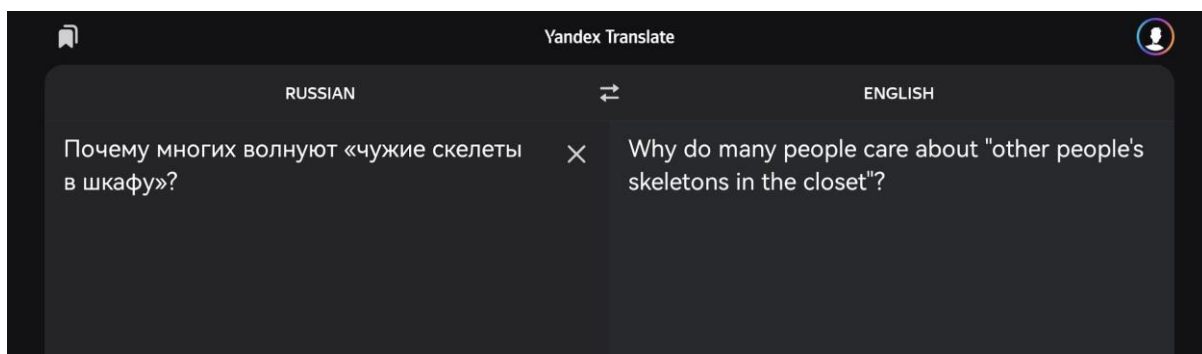 Yandex Translate
RUSSIAN
ENGLISH
Почему многих волнуют «чужие скелеты
в шкафу»?
Why do many people care about "other people's
skeletons in the closet"?